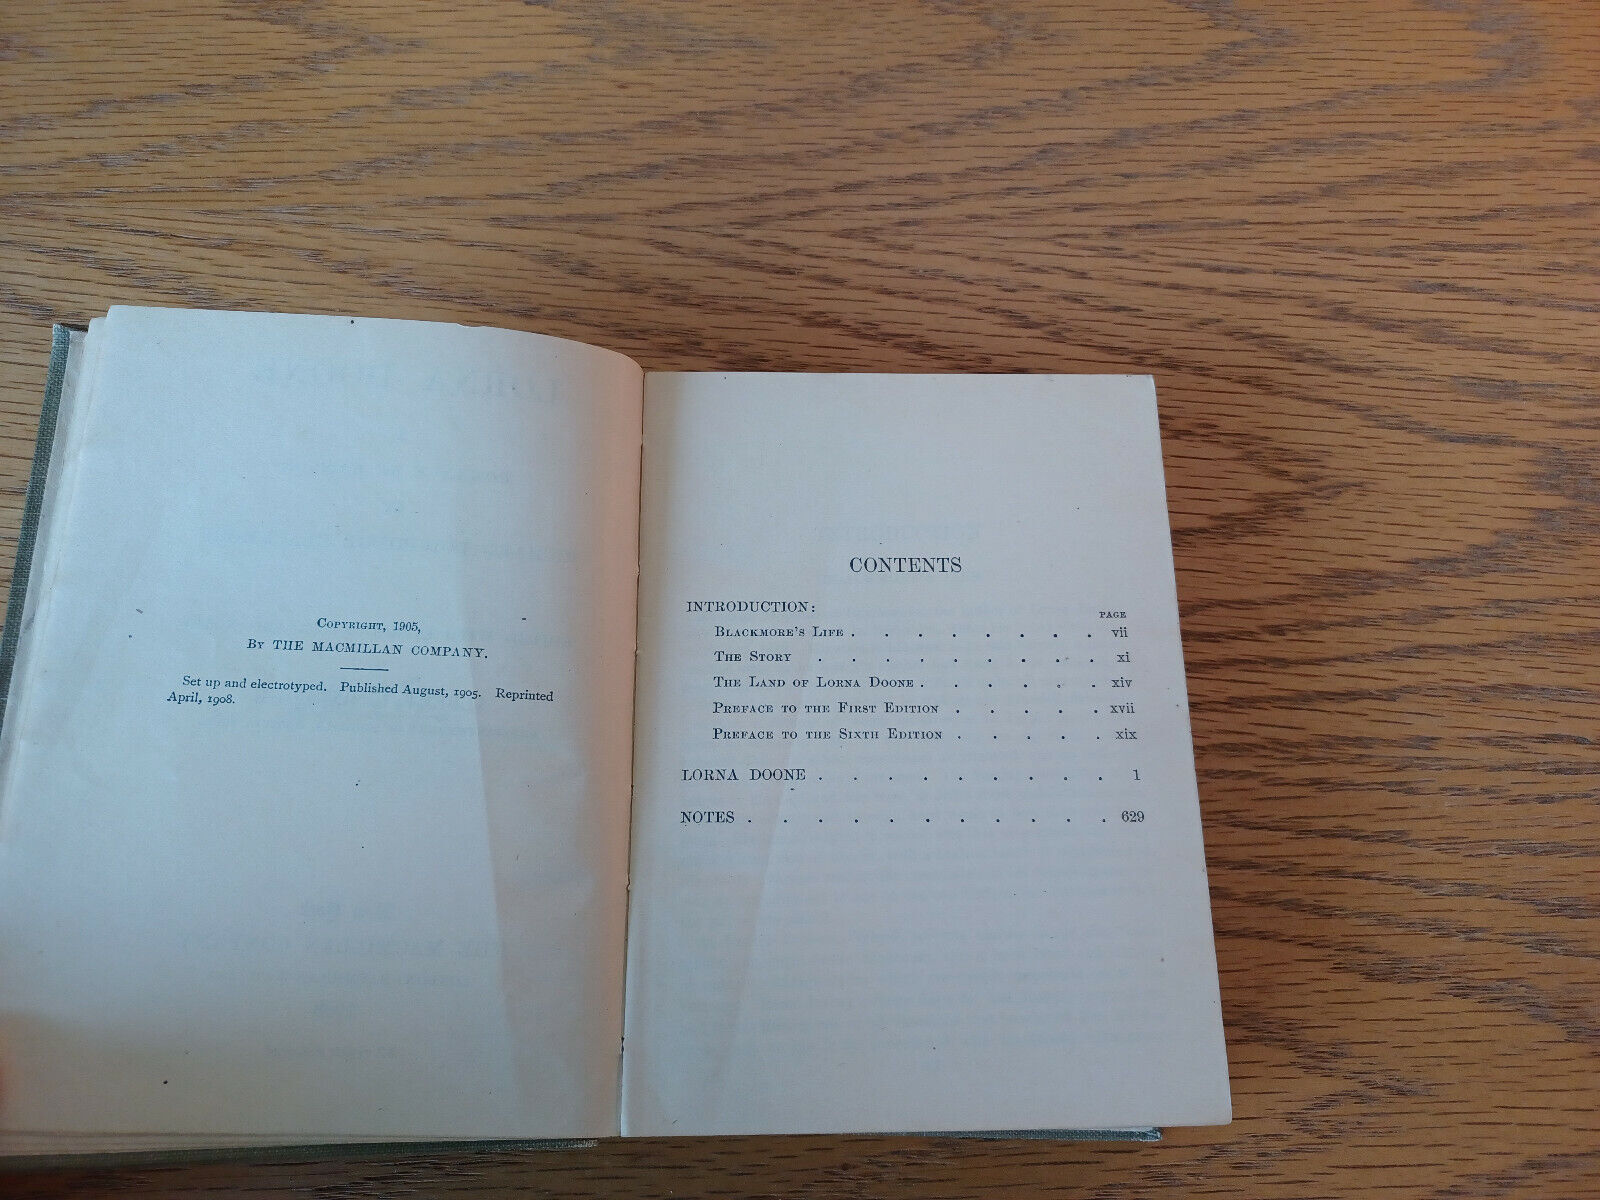 Copyright, 1905,
By THE MACMILLAN COMPANY.
Set up and electrotyped. Published August, 1905. Reprinted
April, 1908.
CONTENTS
INTRODUCTION:
PAGE
Blackmore's Life . . . . . . . . vii
The Story . . . . . . . . . xi
The Land of Lorna Doone . . . . . . xiv
Preface to the First Edition . . . . . xvii
Preface to the Sixth Edition . . . . . xix
LORNA DOONE . . . . . . . . . 1
NOTES . . . . . . . . . . . 629